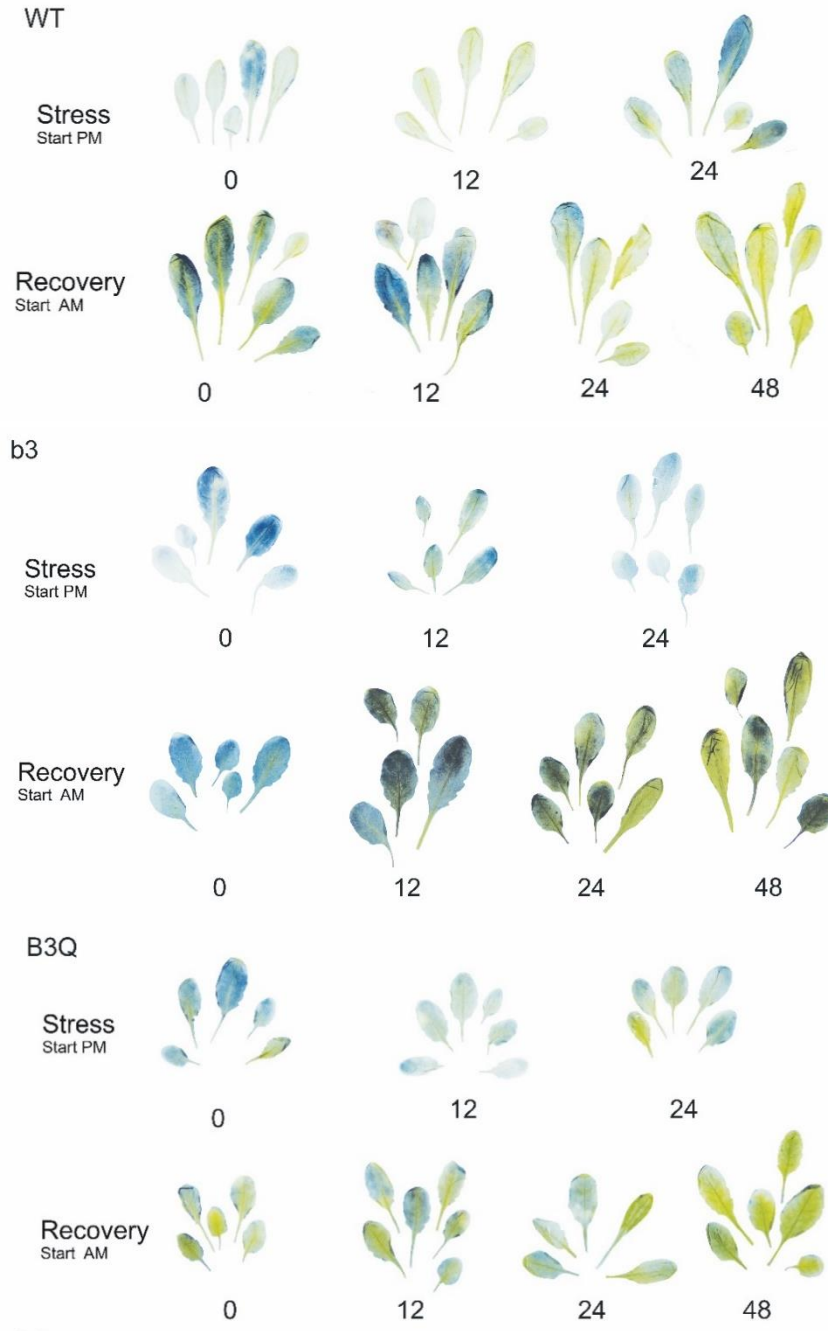 WT
Stress
Start PM
0 12 24
Recovery
Start AM
0 12 24 48
b3
Stress
Start PM
0 12 24
Recovery
Start AM
0 12 24 48
B3Q
Stress
Start PM
0 12 24
Recovery
Start AM
0 12 24 48